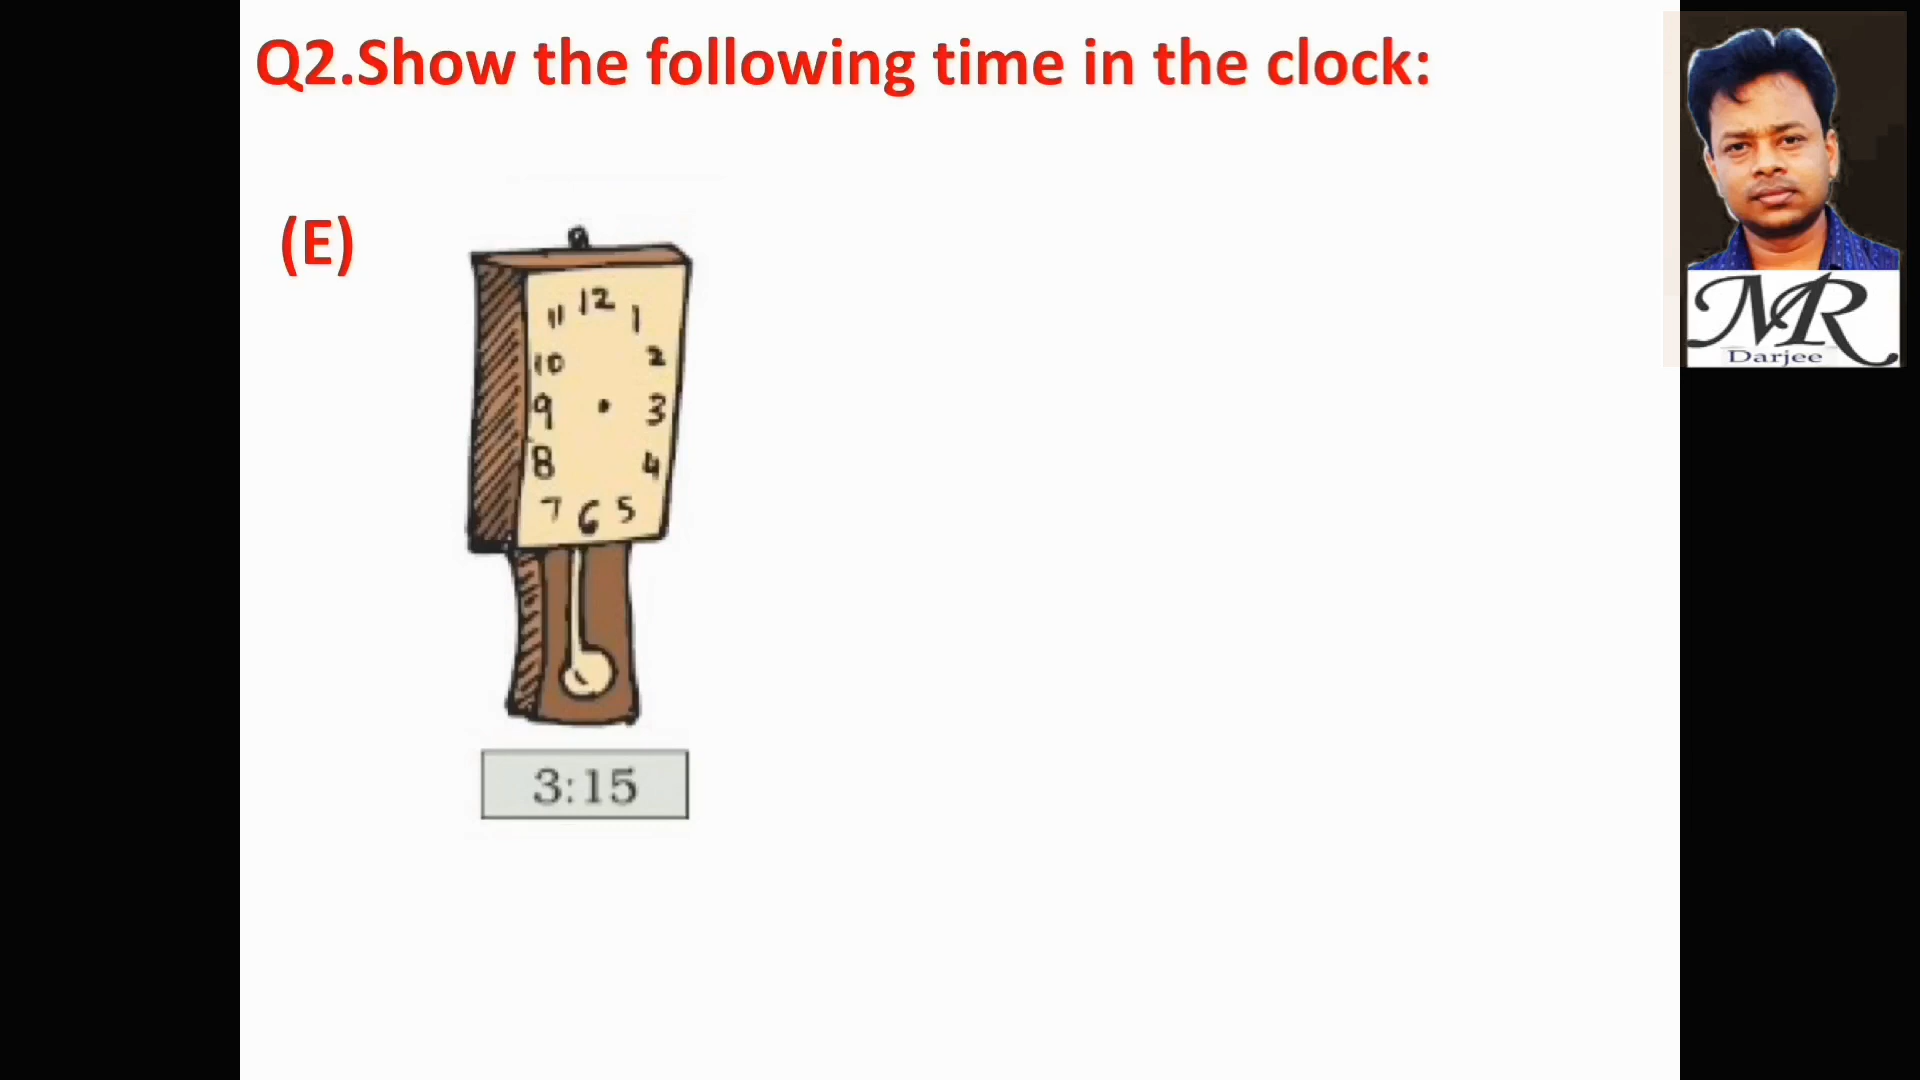 Q2.Show the following time in the clock:
(E)
12
11 1
10 2
9 3
8 4
7 6 5
3:15
MR
Darjee